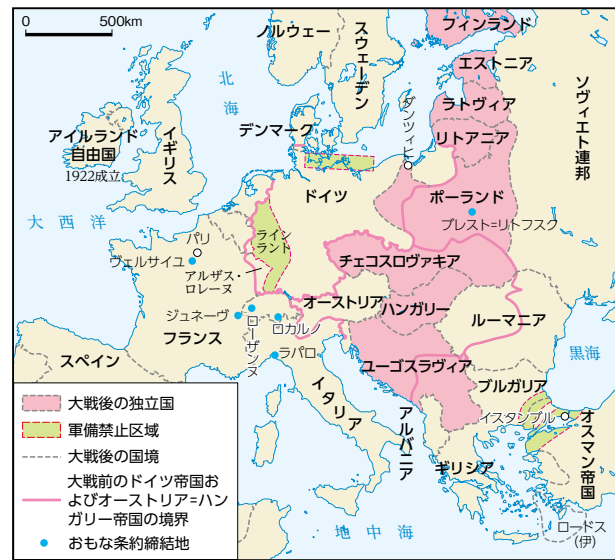 0 500km
ノルウェー
スウェーデン
フィンランド
エストニア
ラトヴィア
リトアニア
ソヴィエト連邦
北海
デンマーク
ダンツィヒ
アイルランド
自由国
1922成立
イギリス
ドイツ
ポーランド
ブレスト=リトフスク
大西洋
パリ
ヴェルサイユ
ライン
ラント
アルザス・
ロレーヌ
チェコスロヴァキア
オーストリア
ハンガリー
ルーマニア
ジュネーヴ
ローザンヌ
ロカルノ
フランス
ラパロ
スペイン
ユーゴスラヴィア
黒海
ブルガリア
イタリア
アルバニア
イスタンブル
オスマン帝国
ギリシア
地中海
ロードス
(伊)
大戦後の独立国
軍備禁止区域
大戦後の国境
大戦前のドイツ帝国お
よびオーストリア=ハン
ガリー帝国の境界
おもな条約締結地